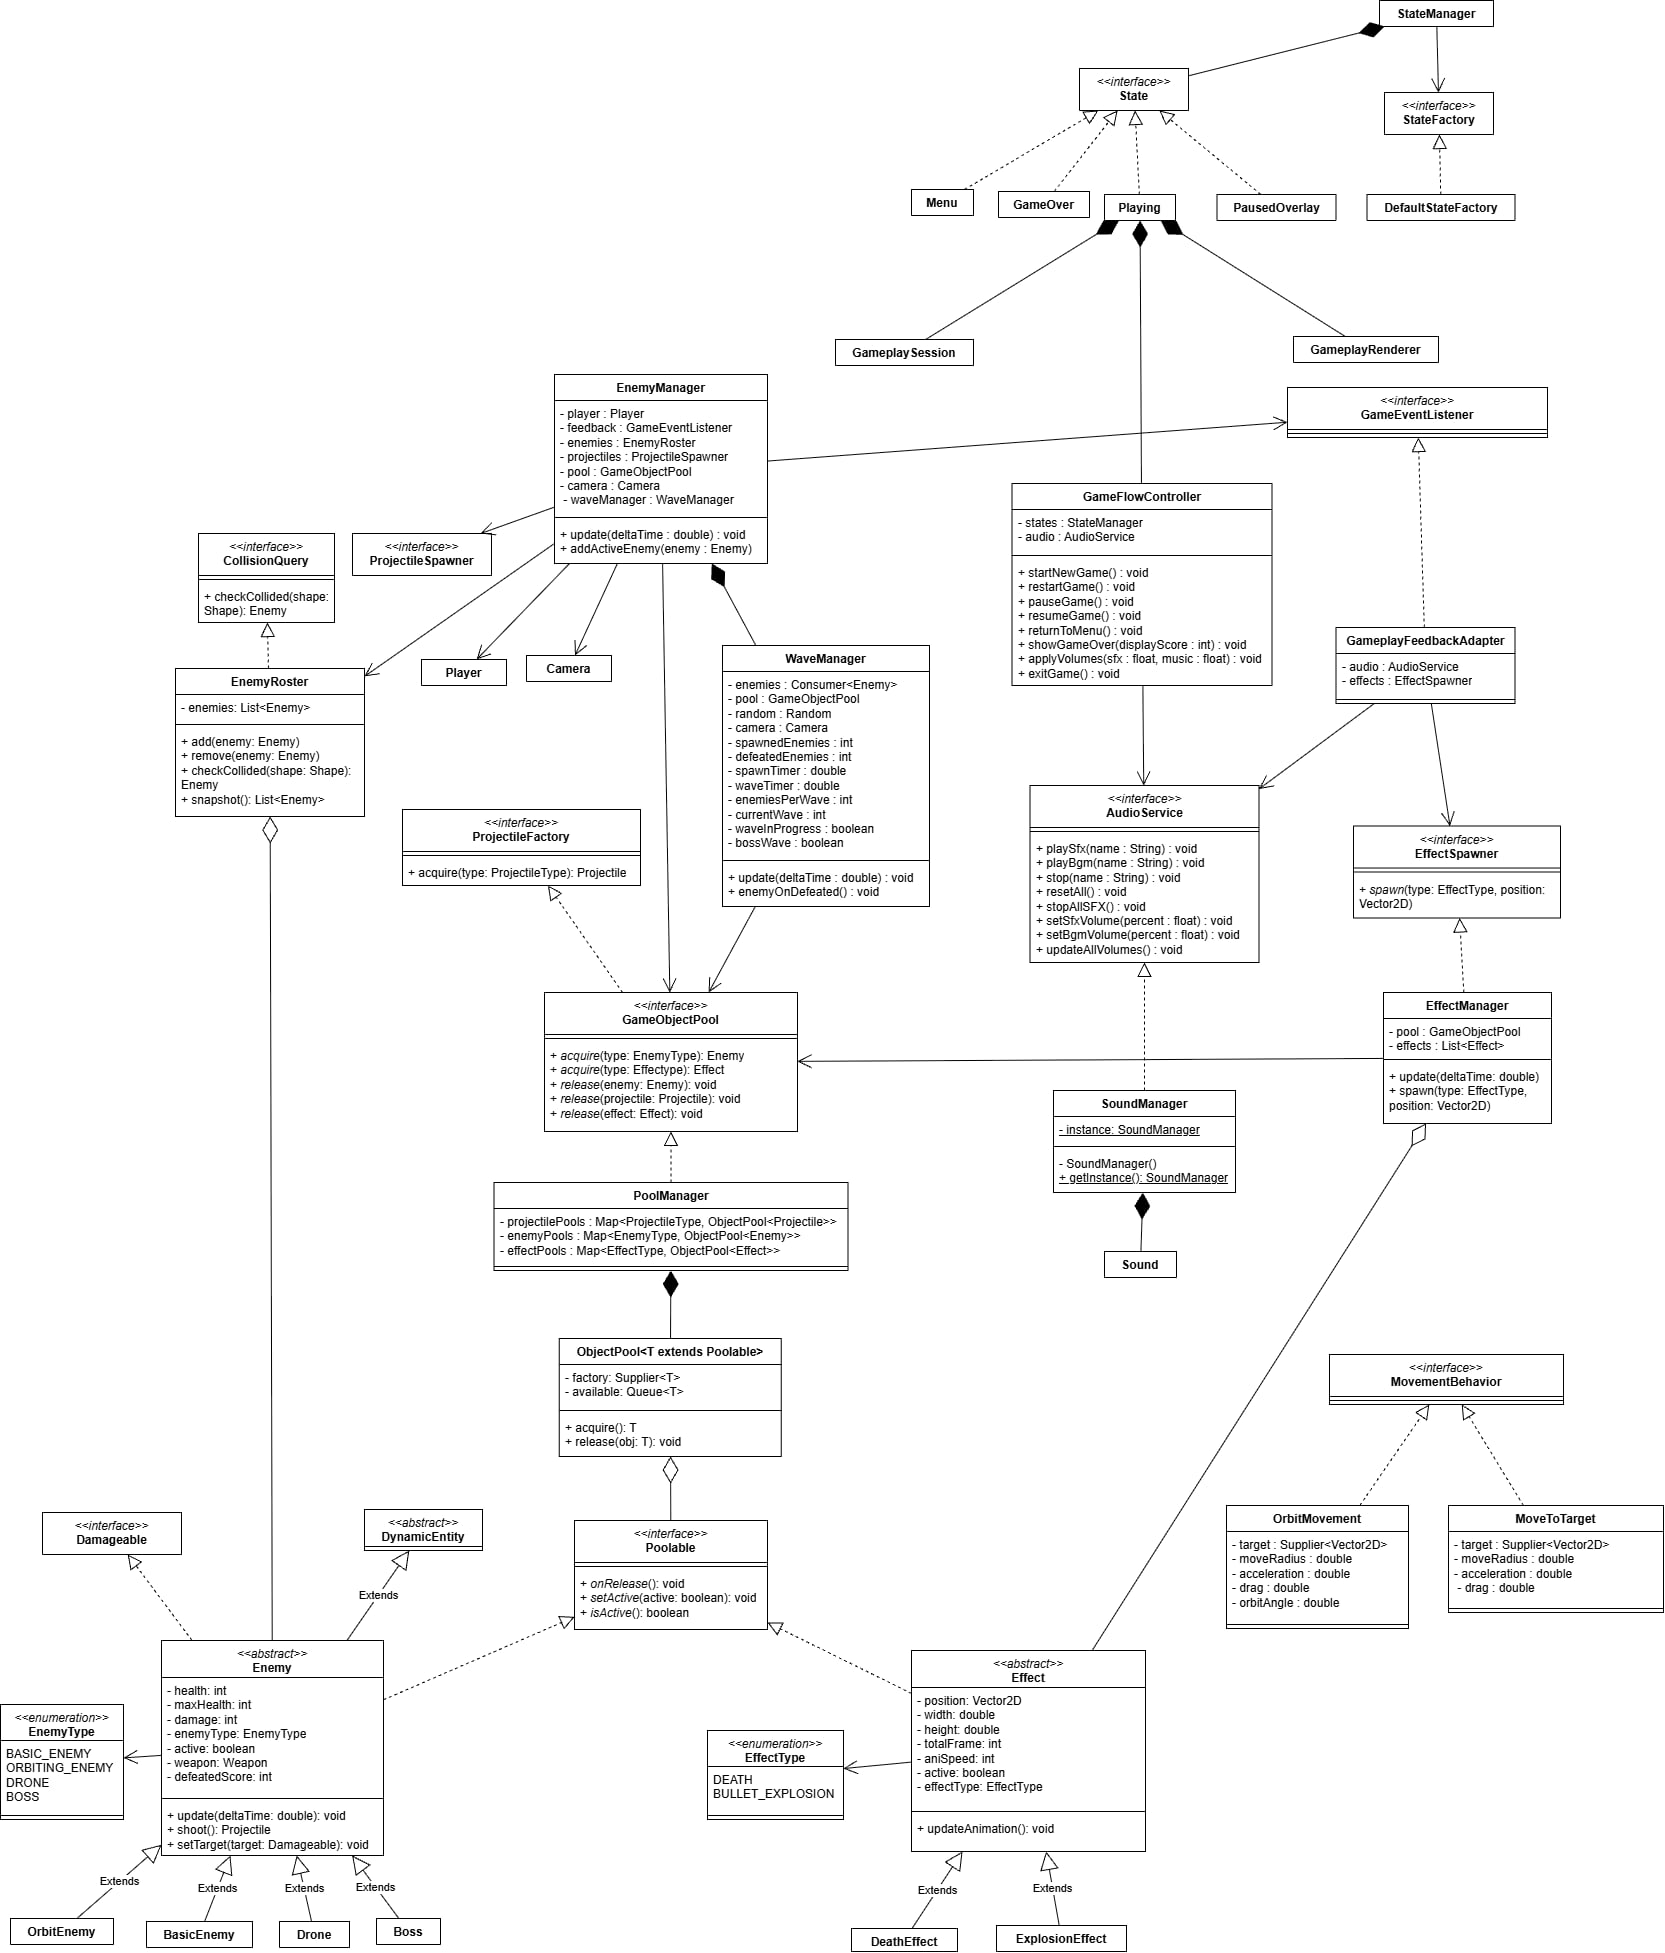 StateManager
<<interface>>
State
<<interface>>
StateFactory
Menu
GameOver
Playing
PausedOverlay
DefaultStateFactory
GameplaySession
GameplayRenderer
EnemyManager
- player : Player
- feedback : GameEventListener
- enemies : EnemyRoster
- projectiles : ProjectileSpawner
- pool : GameObjectPool
- camera : Camera
- waveManager : WaveManager
+ update(deltaTime : double) : void
+ addActiveEnemy(enemy : Enemy)
<<interface>>
GameEventListener
GameFlowController
- states : StateManager
- audio : AudioService
+ startNewGame() : void
+ restartGame() : void
+ pauseGame() : void
+ resumeGame() : void
+ returnToMenu() : void
+ showGameOver(displayScore : int) : void
+ applyVolumes(sfx : float, music : float) : void
+ exitGame() : void
<<interface>>
CollisionQuery
+ checkCollided(shape:
Shape): Enemy
<<interface>>
ProjectileSpawner
GameplayFeedbackAdapter
- audio : AudioService
- effects : EffectSpawner
EnemyRoster
- enemies: List<Enemy>
+ add(enemy: Enemy)
+ remove(enemy: Enemy)
+ checkCollided(shape: Shape):
Enemy
+ snapshot(): List<Enemy>
Player
Camera
WaveManager
- enemies : Consumer<Enemy>
- pool : GameObjectPool
- random : Random
- camera : Camera
- spawnedEnemies : int
- defeatedEnemies : int
- spawnTimer : double
- waveTimer : double
- enemiesPerWave : int
- currentWave : int
- waveInProgress : boolean
- bossWave : boolean
+ update(deltaTime : double) : void
+ enemyOnDefeated() : void
<<interface>>
AudioService
+ playSfx(name : String) : void
+ playBgm(name : String) : void
+ stop(name : String) : void
+ resetAll() : void
+ stopAllSFX() : void
+ setSfxVolume(percent : float) : void
+ setBgmVolume(percent : float) : void
+ updateAllVolumes() : void
<<interface>>
ProjectileFactory
+ acquire(type: ProjectileType): Projectile
<<interface>>
EffectSpawner
+ spawn(type: EffectType, position:
Vector2D)
<<interface>>
GameObjectPool
+ acquire(type: EnemyType): Enemy
+ acquire(type: Effectype): Effect
+ release(enemy: Enemy): void
+ release(projectile: Projectile): void
+ release(effect: Effect): void
EffectManager
- pool : GameObjectPool
- effects : List<Effect>
+ update(deltaTime: double)
+ spawn(type: EffectType,
position: Vector2D)
SoundManager
- instance: SoundManager
- SoundManager()
+ getInstance(): SoundManager
Sound
PoolManager
- projectilePools : Map<ProjectileType, ObjectPool<Projectile>>
- enemyPools : Map<EnemyType, ObjectPool<Enemy>>
- effectPools : Map<EffectType, ObjectPool<Effect>>
ObjectPool<T extends Poolable>
- factory: Supplier<T>
- available: Queue<T>
+ acquire(): T
+ release(obj: T): void
<<interface>>
MovementBehavior
OrbitMovement
- target : Supplier<Vector2D>
- moveRadius : double
- acceleration : double
- drag : double
- orbitAngle : double
MoveToTarget
- target : Supplier<Vector2D>
- moveRadius : double
- acceleration : double
- drag : double
<<interface>>
Damageable
<<abstract>>
DynamicEntity
Extends
<<interface>>
Poolable
+ onRelease(): void
+ setActive(active: boolean): void
+ isActive(): boolean
<<abstract>>
Enemy
- health: int
- maxHealth: int
- damage: int
- enemyType: EnemyType
- active: boolean
- weapon: Weapon
- defeatedScore: int
+ update(deltaTime: double): void
+ shoot(): Projectile
+ setTarget(target: Damageable): void
<<enumeration>>
EnemyType
BASIC_ENEMY
ORBITING_ENEMY
DRONE
BOSS
<<abstract>>
Effect
- position: Vector2D
- width: double
- height: double
- totalFrame: int
- aniSpeed: int
- active: boolean
- effectType: EffectType
+ updateAnimation(): void
<<enumeration>>
EffectType
DEATH
BULLET_EXPLOSION
Extends
Extends
Extends
Extends
OrbitEnemy
BasicEnemy
Drone
Boss
Extends
Extends
DeathEffect
ExplosionEffect